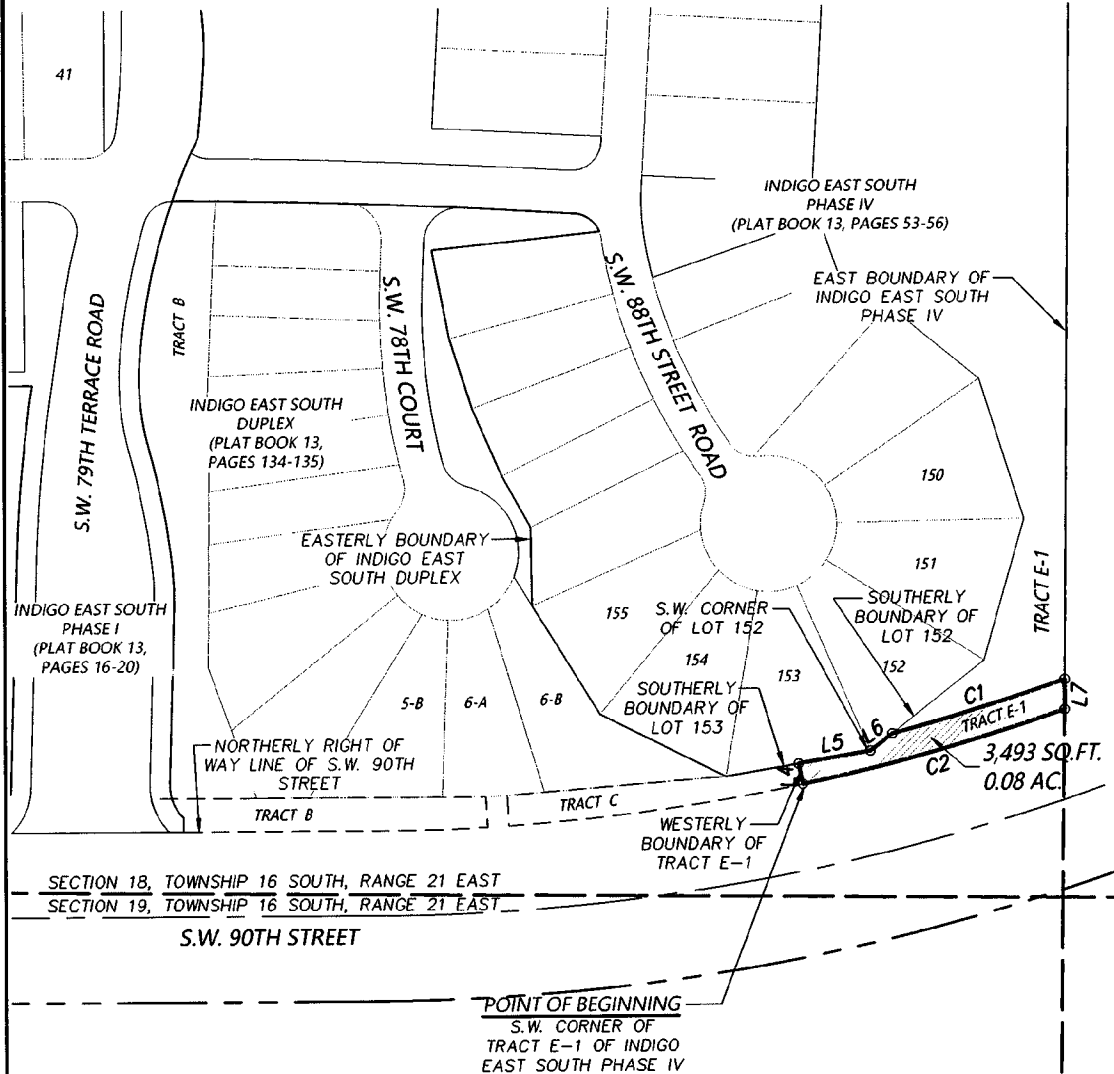 41
INDIGO EAST SOUTH
PHASE IV
(PLAT BOOK 13, PAGES 53-56)
EAST BOUNDARY OF
INDIGO EAST SOUTH
PHASE IV
S.W. 79TH TERRACE ROAD
TRACT B
S.W. 78TH COURT
S.W. 88TH STREET ROAD
INDIGO EAST SOUTH
DUPLEX
(PLAT BOOK 13,
PAGES 134-135)
150
EASTERLY BOUNDARY
OF INDIGO EAST
SOUTH DUPLEX
151
TRACT E-1
INDIGO EAST SOUTH
PHASE I
(PLAT BOOK 13,
PAGES 16-20)
155
S.W. CORNER
OF LOT 152
SOUTHERLY
BOUNDARY OF
LOT 152
154
153
152
SOUTHERLY
BOUNDARY OF
LOT 153
5-B
6-A
6-B
L5
L6
C1
TRACT E-1
L7
C2
3,493 SQ.FT.
0.08 AC.
NORTHERLY RIGHT OF
WAY LINE OF S.W. 90TH
STREET
TRACT B
TRACT C
WESTERLY
BOUNDARY OF
TRACT E-1
SECTION 18, TOWNSHIP 16 SOUTH, RANGE 21 EAST
SECTION 19, TOWNSHIP 16 SOUTH, RANGE 21 EAST
S.W. 90TH STREET
POINT OF BEGINNING
S.W. CORNER OF
TRACT E-1 OF INDIGO
EAST SOUTH PHASE IV